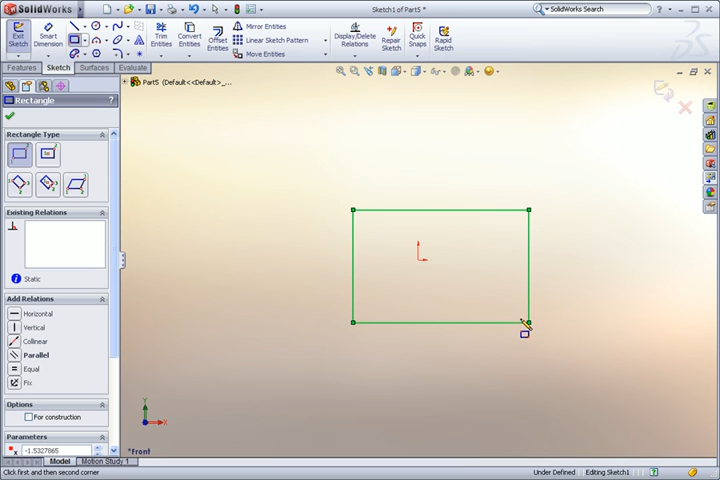 SolidWorks
Sketch1 of Part5 *
SolidWorks Search
Exit Sketch
Smart Dimension
Trim Entities
Convert Entities
Offset Entities
Mirror Entities
Linear Sketch Pattern
Move Entities
Display/Delete Relations
Repair Sketch
Quick Snaps
Rapid Sketch
Features
Sketch
Surfaces
Evaluate
Part5 (Default<<Default>_...
Rectangle
?
Rectangle Type
Existing Relations
Static
Add Relations
Horizontal
Vertical
Collinear
Parallel
Equal
Fix
Options
For construction
Parameters
-1.5327865
Y
X
*Front
Model
Motion Study 1
Click first and then second corner
Under Defined
Editing Sketch1